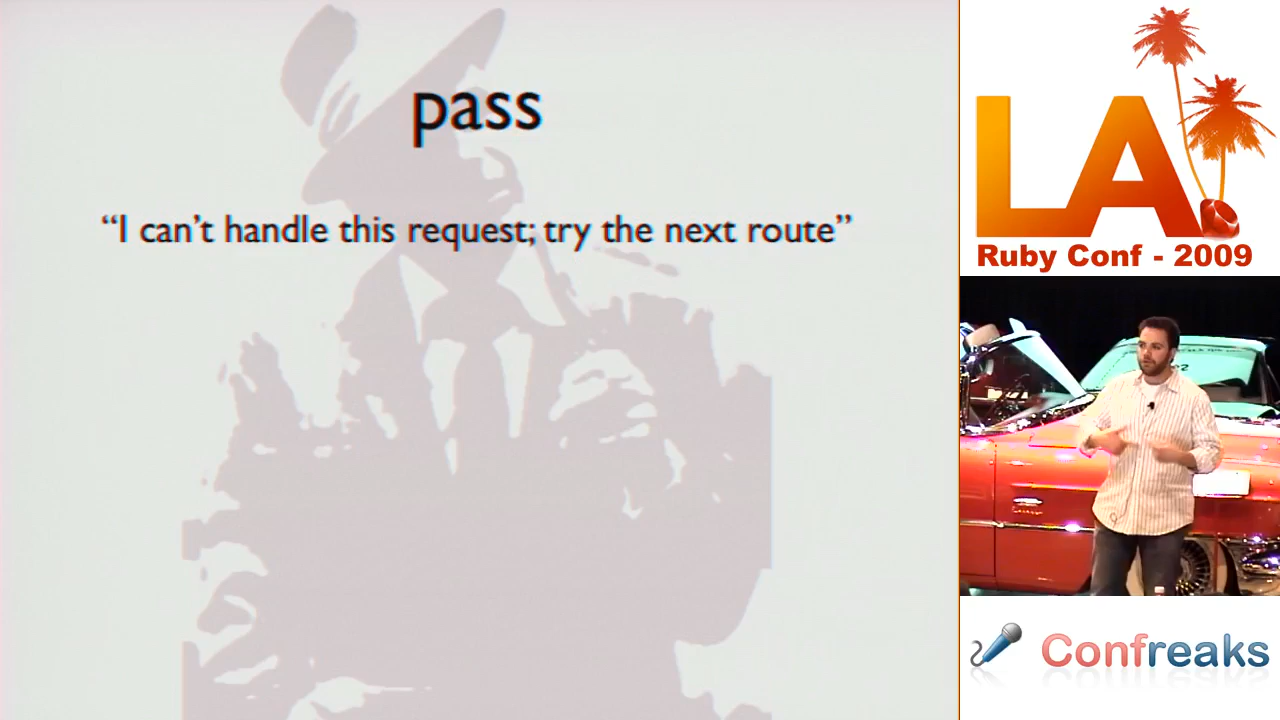 pass
“I can’t handle this request; try the next route”
LA
Ruby Conf - 2009
Confreaks